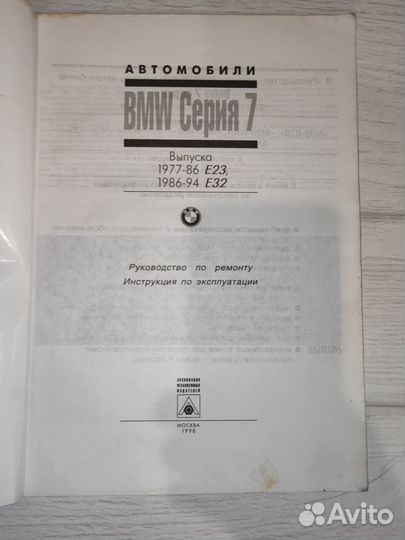 АВТОМОБИЛИ
BMW Серия 7
Выпуска
1977-86 E23,
1986-94 E32
Руководство по ремонту
Инструкция по эксплуатации
АССОЦИАЦИЯ
НЕЗАВИСИМЫХ
ИЗДАТЕЛЕЙ
МОСКВА
1998
Avito